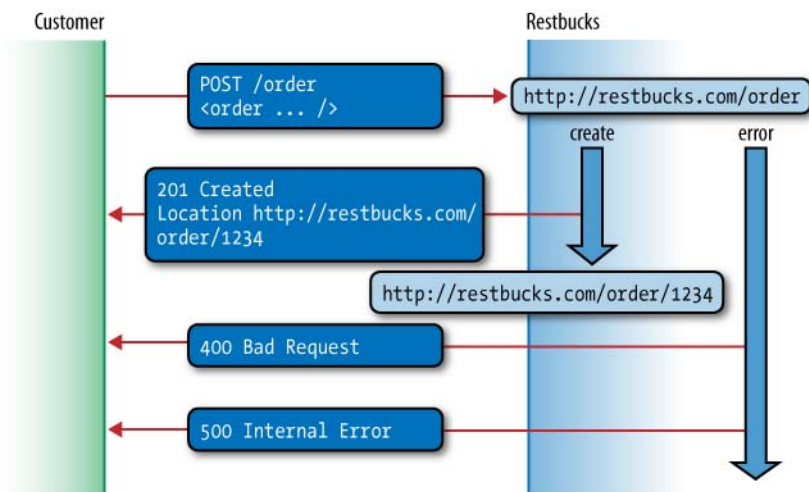 Customer
Restbucks
POST /order
<order ... />
http://restbucks.com/order
create
error
201 Created
Location http://restbucks.com/
order/1234
http://restbucks.com/order/1234
400 Bad Request
500 Internal Error